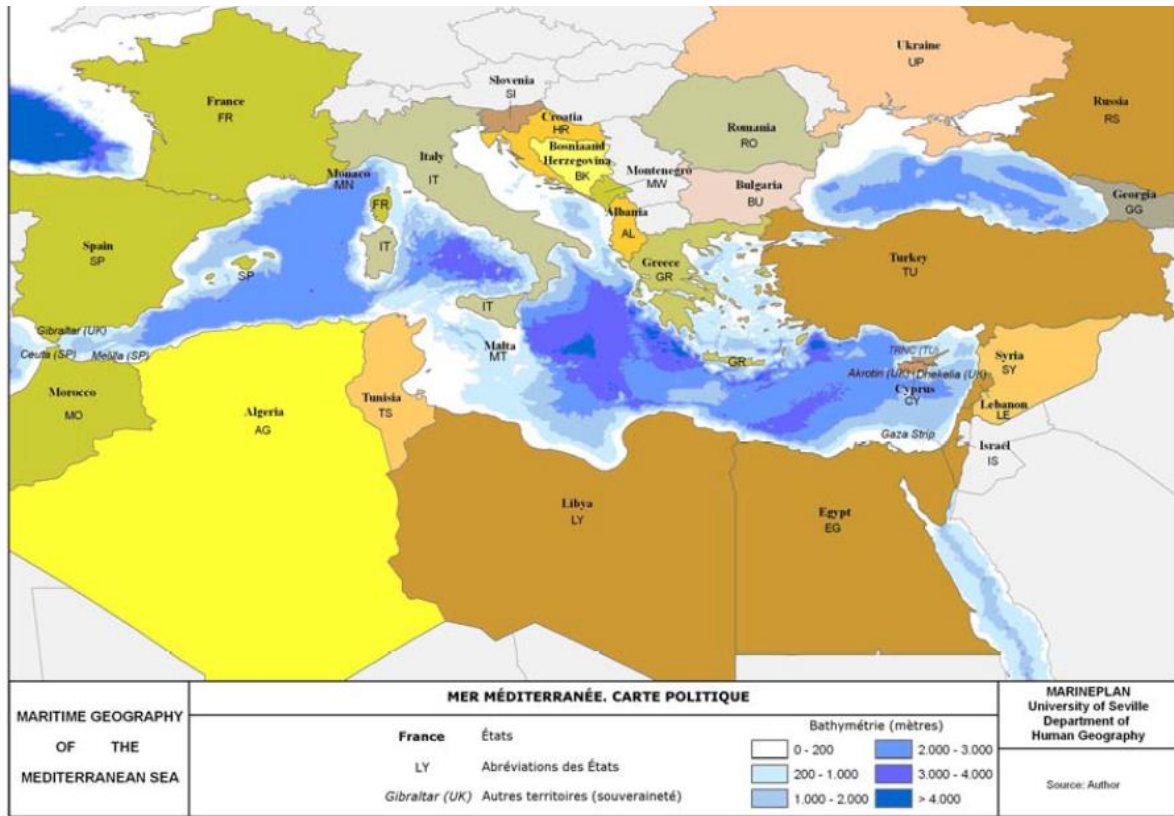 Ukraine
UP
Slovenia
SI
France
FR
Russia
RS
Croatia
HR
Romania
RO
Bosniaand
Herzegovina
BK
Italy
IT
Montenegro
MW
Monaco
MN
Bulgaria
BU
Georgia
GG
FR
Albania
AL
Spain
SP
IT
SP
Turkey
TU
Greece
GR
IT
Gibraltar (UK)
Malta
MT
Ceuta (SP)
Melilla (SP)
GR
TRNC (TU)
Syria
SY
Akrotin (UK)
Dhekelia (UK)
Cyprus
CY
Morocco
MO
Tunisia
TS
Lebanon
LE
Algeria
AG
Gaza Strip
Israël
IS
Libya
LY
Egypt
EG
MARITIME GEOGRAPHY
OF THE
MEDITERRANEAN SEA
MER MÉDITERRANÉE. CARTE POLITIQUE
France États
LY Abréviations des États
Gibraltar (UK) Autres territoires (souveraineté)
Bathymétrie (mètres)
0 - 200 2.000 - 3.000
200 - 1.000 3.000 - 4.000
1.000 - 2.000 > 4.000
MARINEPLAN
University of Seville
Department of
Human Geography
Source: Author